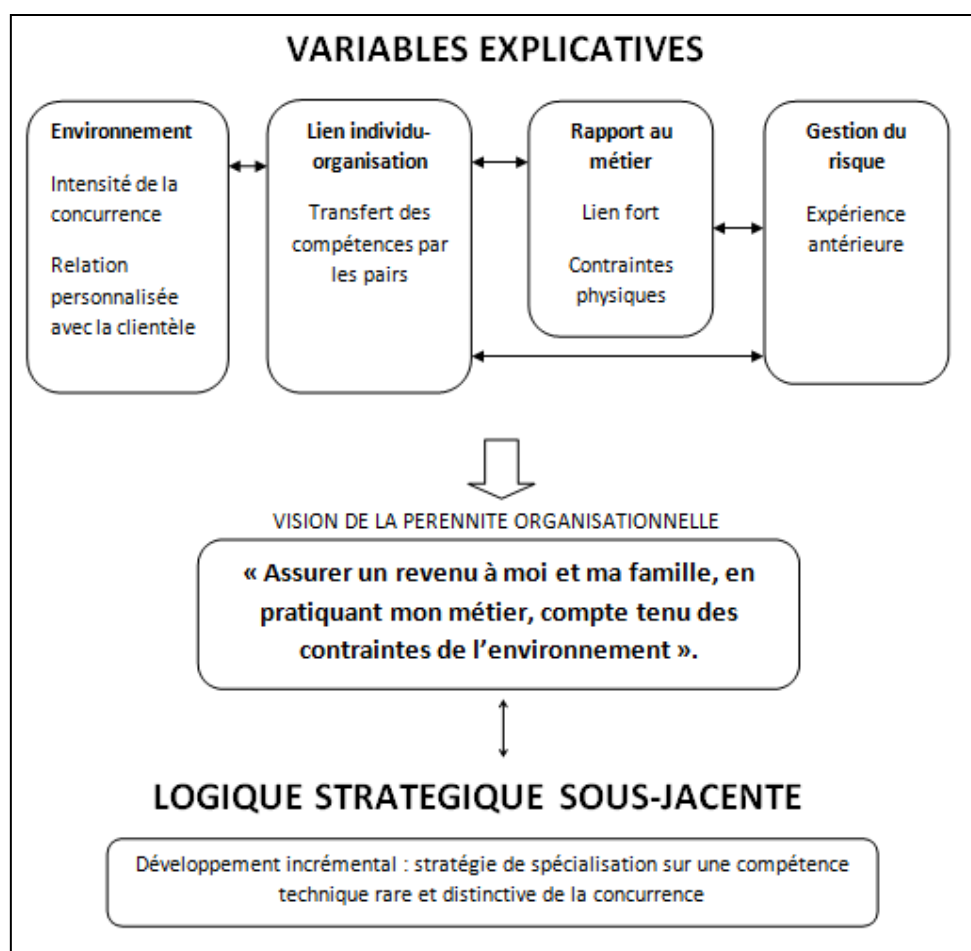 VARIABLES EXPLICATIVES
Environnement
Intensité de la
concurrence
Relation
personnalisée
avec la clientèle
Lien individu-
organisation
Transfert des
compétences par
les pairs
Rapport au
métier
Lien fort
Contraintes
physiques
Gestion du
risque
Expérience
antérieure
VISION DE LA PERENNITE ORGANISATIONNELLE
« Assurer un revenu à moi et ma famille, en
pratiquant mon métier, compte tenu des
contraintes de l’environnement ».
LOGIQUE STRATEGIQUE SOUS-JACENTE
Développement incrémental : stratégie de spécialisation sur une compétence
technique rare et distinctive de la concurrence